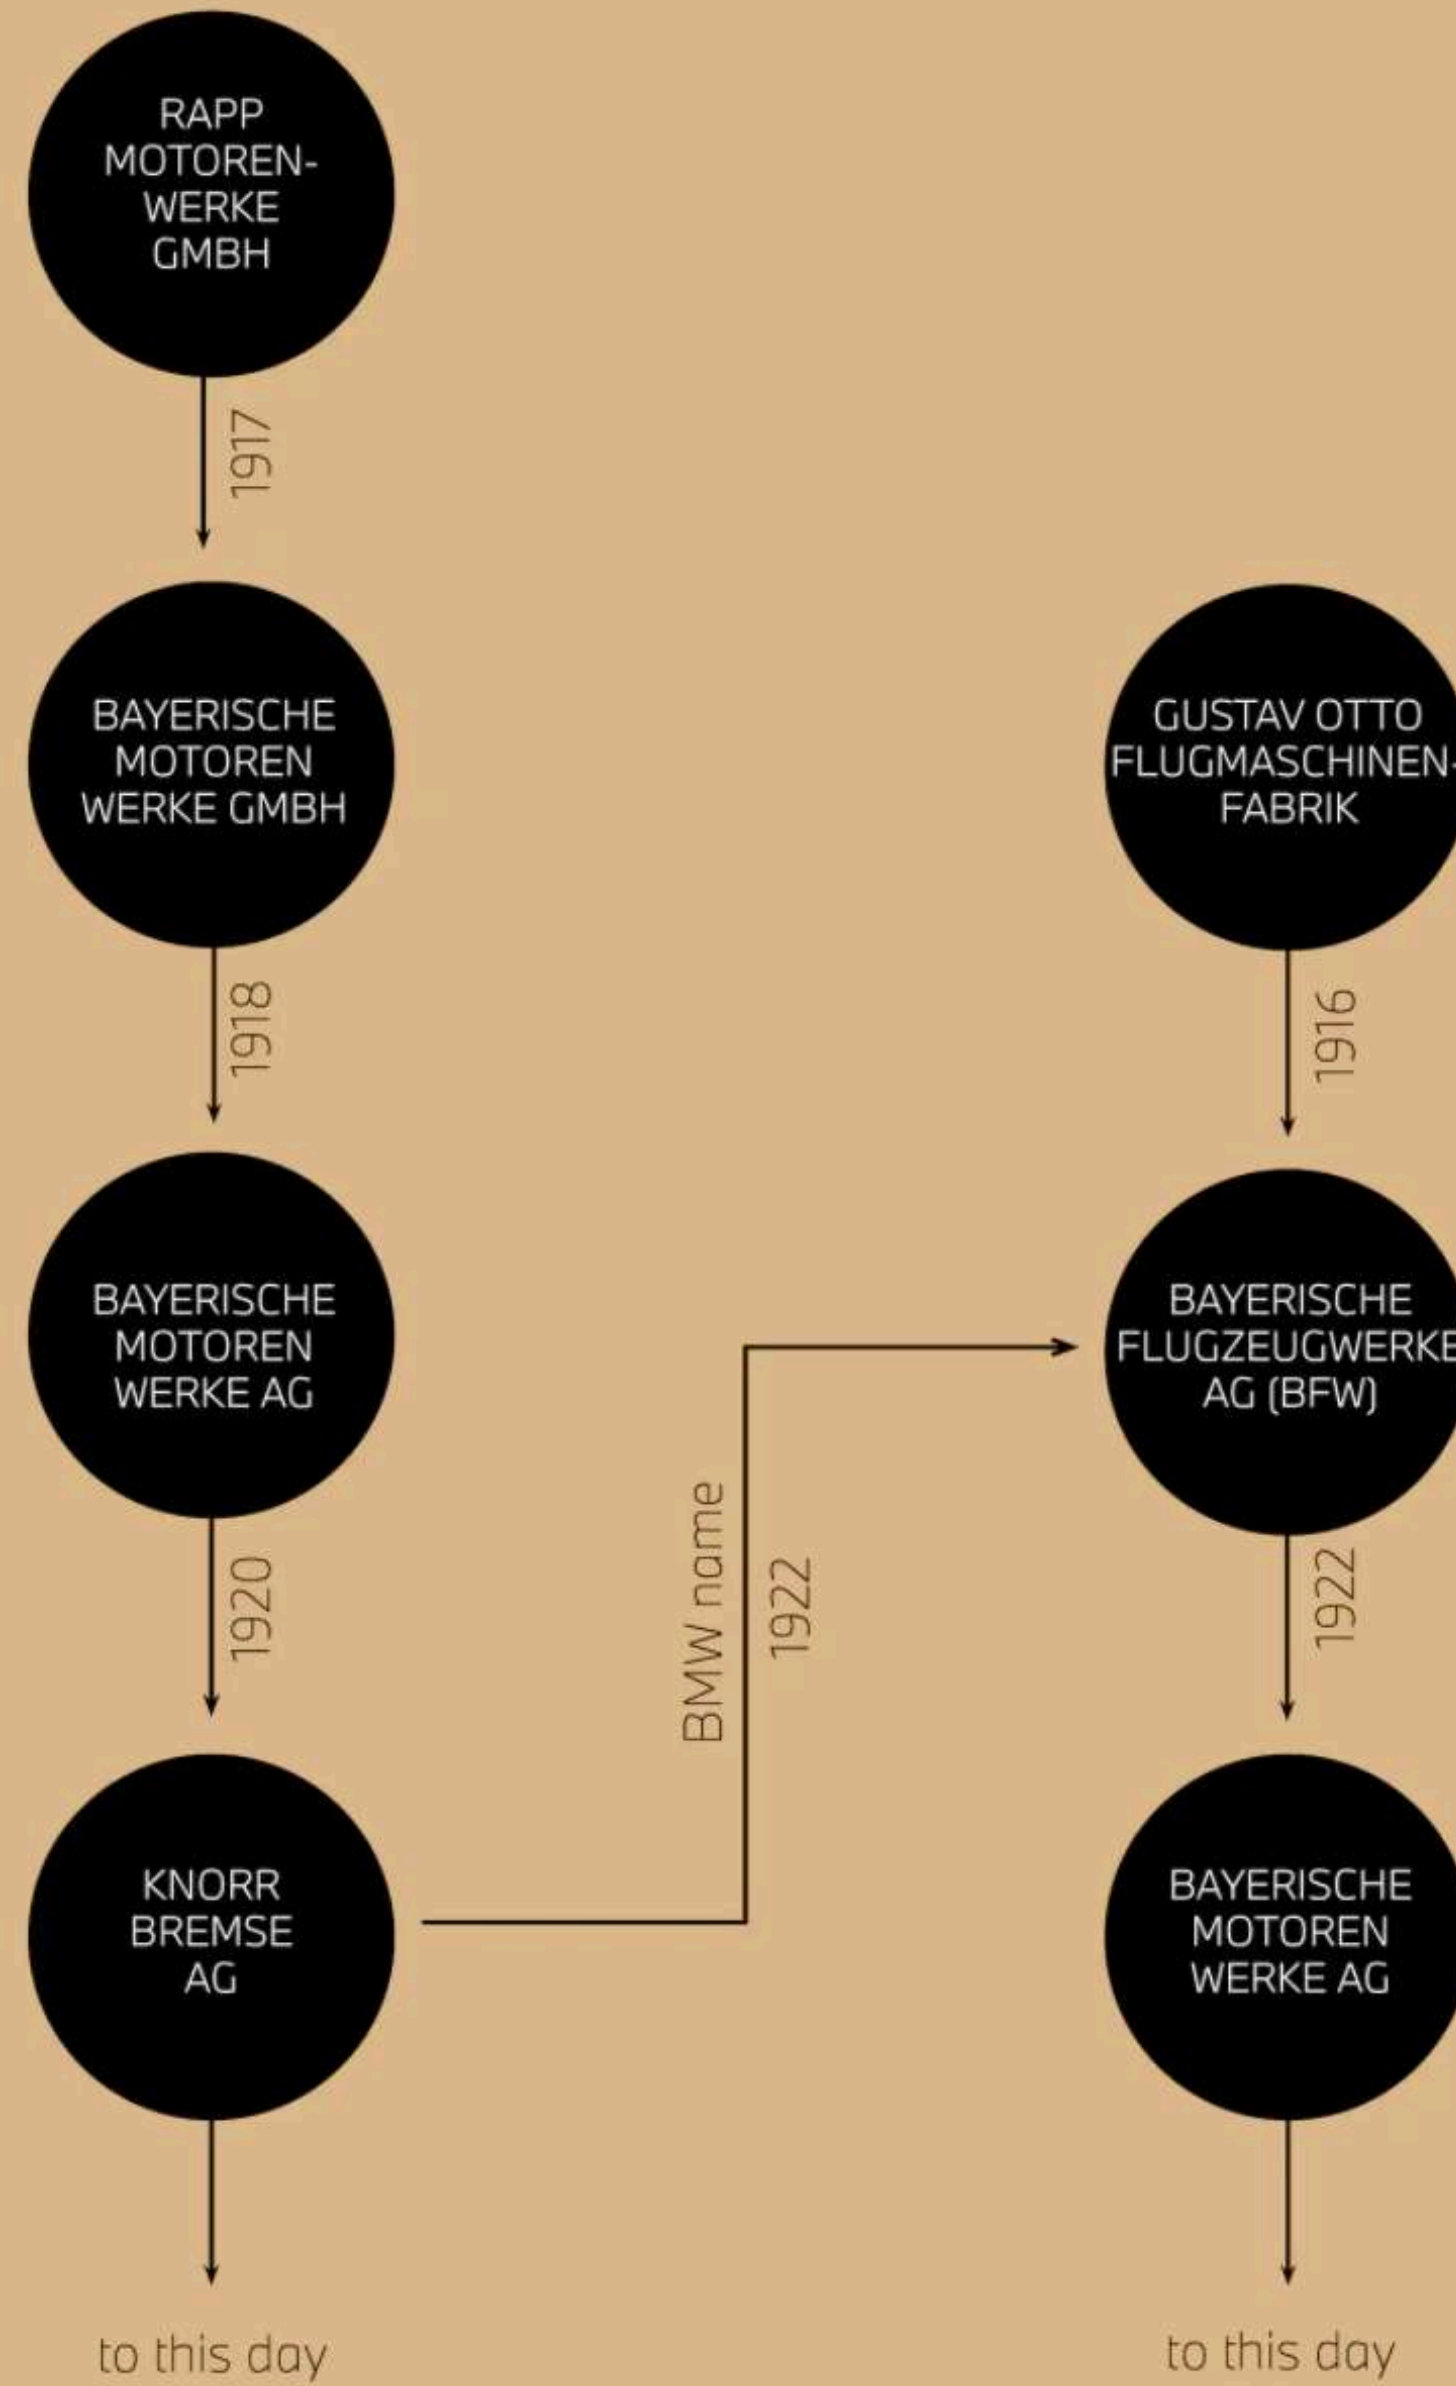 RAPP
MOTOREN-
WERKE
GMBH
1917
BAYERISCHE
MOTOREN
WERKE GMBH
1918
BAYERISCHE
MOTOREN
WERKE AG
1920
KNORR
BREMSE
AG
to this day
BMW name
1922
GUSTAV OTTO
FLUGMASCHINEN-
FABRIK
1916
BAYERISCHE
FLUGZEUGWERKE
AG (BFW)
1922
BAYERISCHE
MOTOREN
WERKE AG
to this day